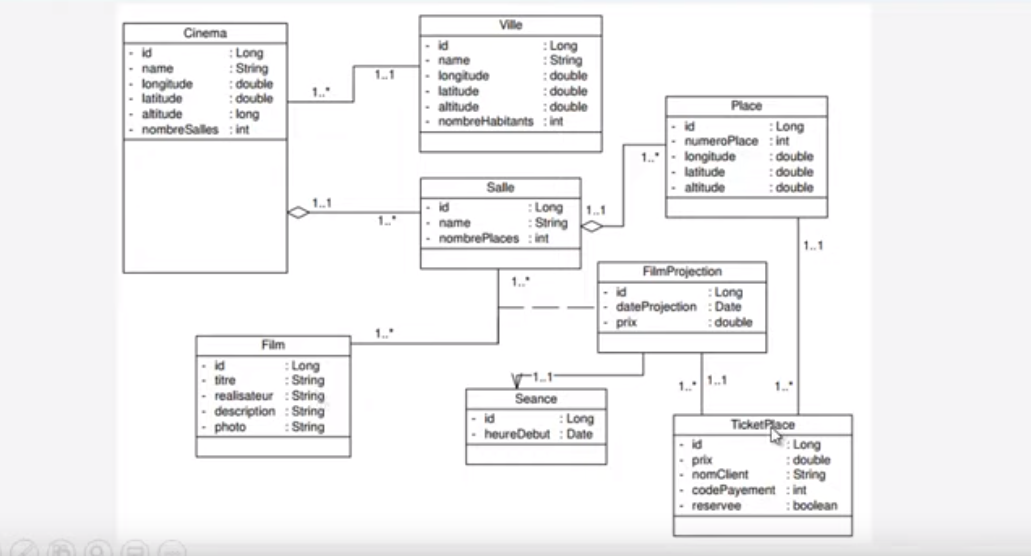 Cinema
- id : Long
- name : String
- longitude : double
- latitude : double
- altitude : long
- nombreSalles : int
Ville
- id : Long
- name : String
- longitude : double
- latitude : double
- altitude : double
- nombreHabitants : int
1..*
1..1
Place
- id : Long
- numeroPlace : int
- longitude : double
- latitude : double
- altitude : double
1..*
Salle
- id : Long
- name : String
- nombrePlaces : int
1..1
1..*
1..1
1..1
1..*
FilmProjection
- id : Long
- dateProjection : Date
- prix : double
1..*
Film
- id : Long
- titre : String
- realisateur : String
- description : String
- photo : String
1..1
Seance
- id : Long
- heureDebut : Date
1..*
1..1
1..*
TicketPlace
- id : Long
- prix : double
- nomClient : String
- codePayement : int
- reservee : boolean